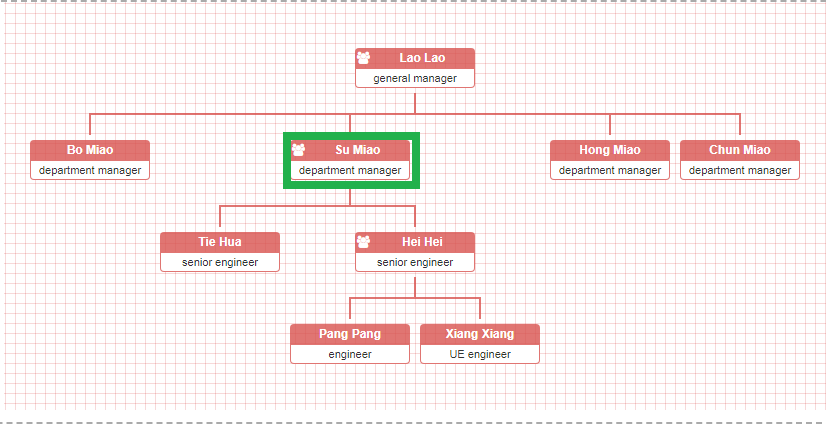 Lao Lao
general manager
Bo Miao
department manager
Su Miao
department manager
Hong Miao
department manager
Chun Miao
department manager
Tie Hua
senior engineer
Hei Hei
senior engineer
Pang Pang
engineer
Xiang Xiang
UE engineer